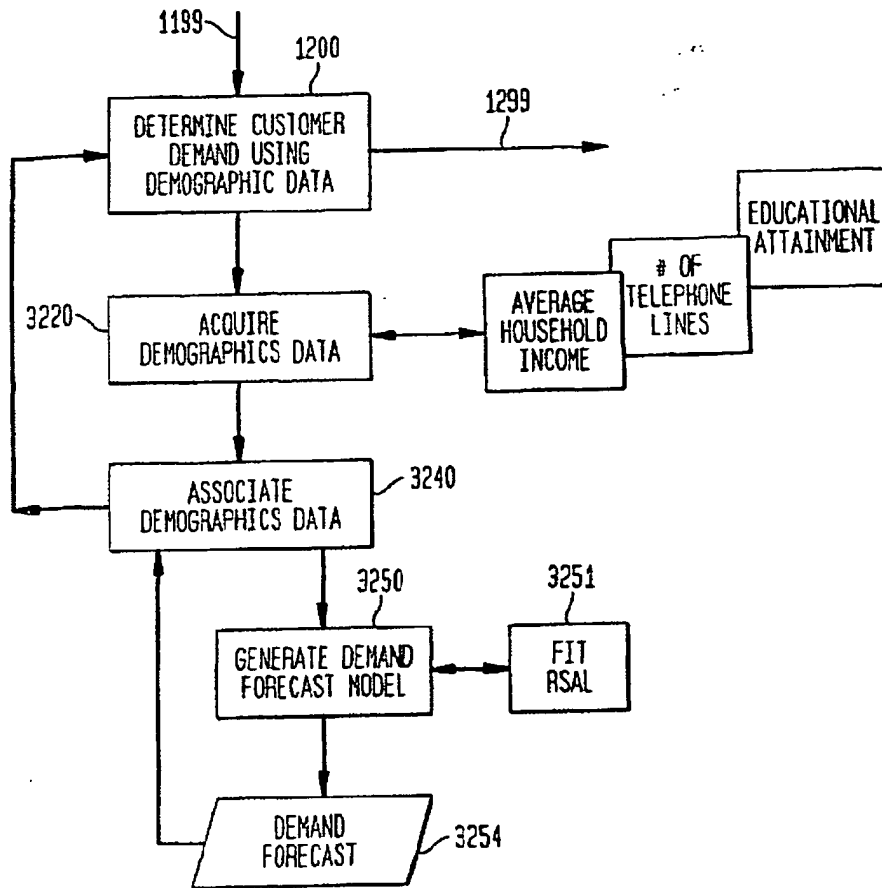 1199
1200
DETERMINE CUSTOMER
DEMAND USING
DEMOGRAPHIC DATA
1299
EDUCATIONAL
ATTAINMENT
# OF
TELEPHONE
LINES
AVERAGE
HOUSEHOLD
INCOME
3220
ACQUIRE
DEMOGRAPHICS DATA
3240
ASSOCIATE
DEMOGRAPHICS DATA
3250
GENERATE DEMAND
FORECAST MODEL
3251
FIT
RSAL
DEMAND
FORECAST
3254